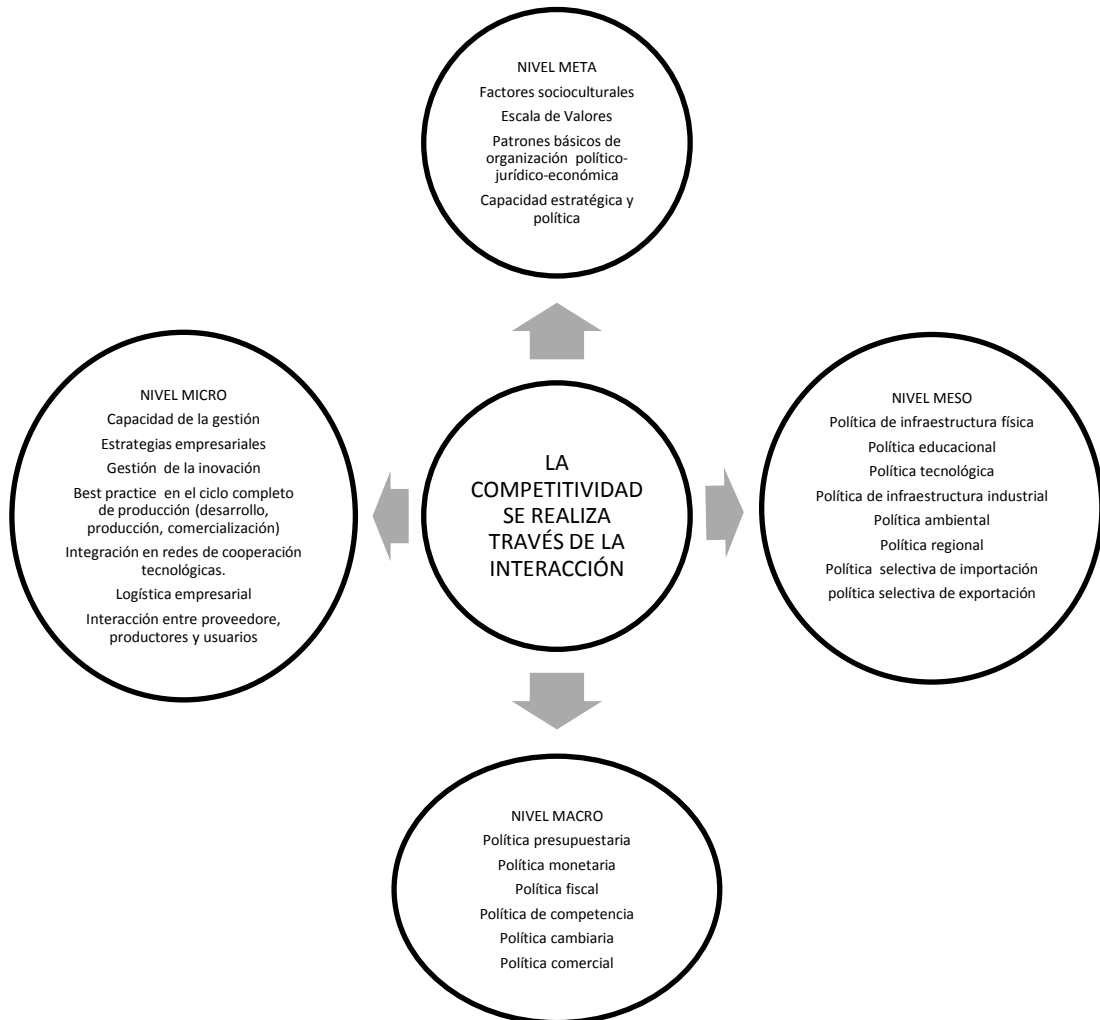 NIVEL META
Factores socioculturales
Escala de Valores
Patrones básicos de
organización político-
jurídico-económica
Capacidad estratégica y
política
NIVEL MICRO
Capacidad de la gestión
Estrategias empresariales
Gestión de la inovación
Best practice en el ciclo completo
de producción (desarrollo,
producción, comercialización)
Integración en redes de cooperación
tecnológicas.
Logística empresarial
Interacción entre proveedore,
productores y usuarios
LA
COMPETITIVIDAD
SE REALIZA
TRAVÉS DE LA
INTERACCIÓN
NIVEL MESO
Política de infraestructura física
Política educacional
Política tecnológica
Política de infraestructura industrial
Política ambiental
Política regional
Política selectiva de importación
política selectiva de exportación
NIVEL MACRO
Política presupuestaria
Política monetaria
Política fiscal
Política de competencia
Política cambiaria
Política comercial